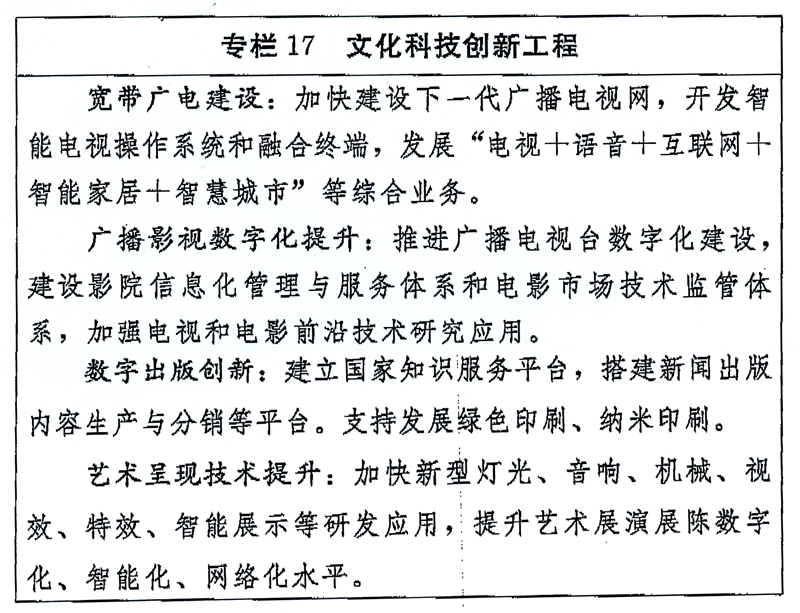 专栏17 文化科技创新工程
宽带广电建设：加快建设下一代广播电视网，开发智
能电视操作系统和融合终端，发展“电视＋语音＋互联网＋
智能家居＋智慧城市”等综合业务。
广播影视数字化提升：推进广播电视台数字化建设，
建设影院信息化管理与服务体系和电影市场技术监管体
系，加强电视和电影前沿技术研究应用。
数字出版创新：建立国家知识服务平台，搭建新闻出版
内容生产与分销等平台。支持发展绿色印刷、纳米印刷。
艺术呈现技术提升：加快新型灯光、音响、机械、视
效、特效、智能展示等研发应用，提升艺术展演展陈数字
化、智能化、网络化水平。